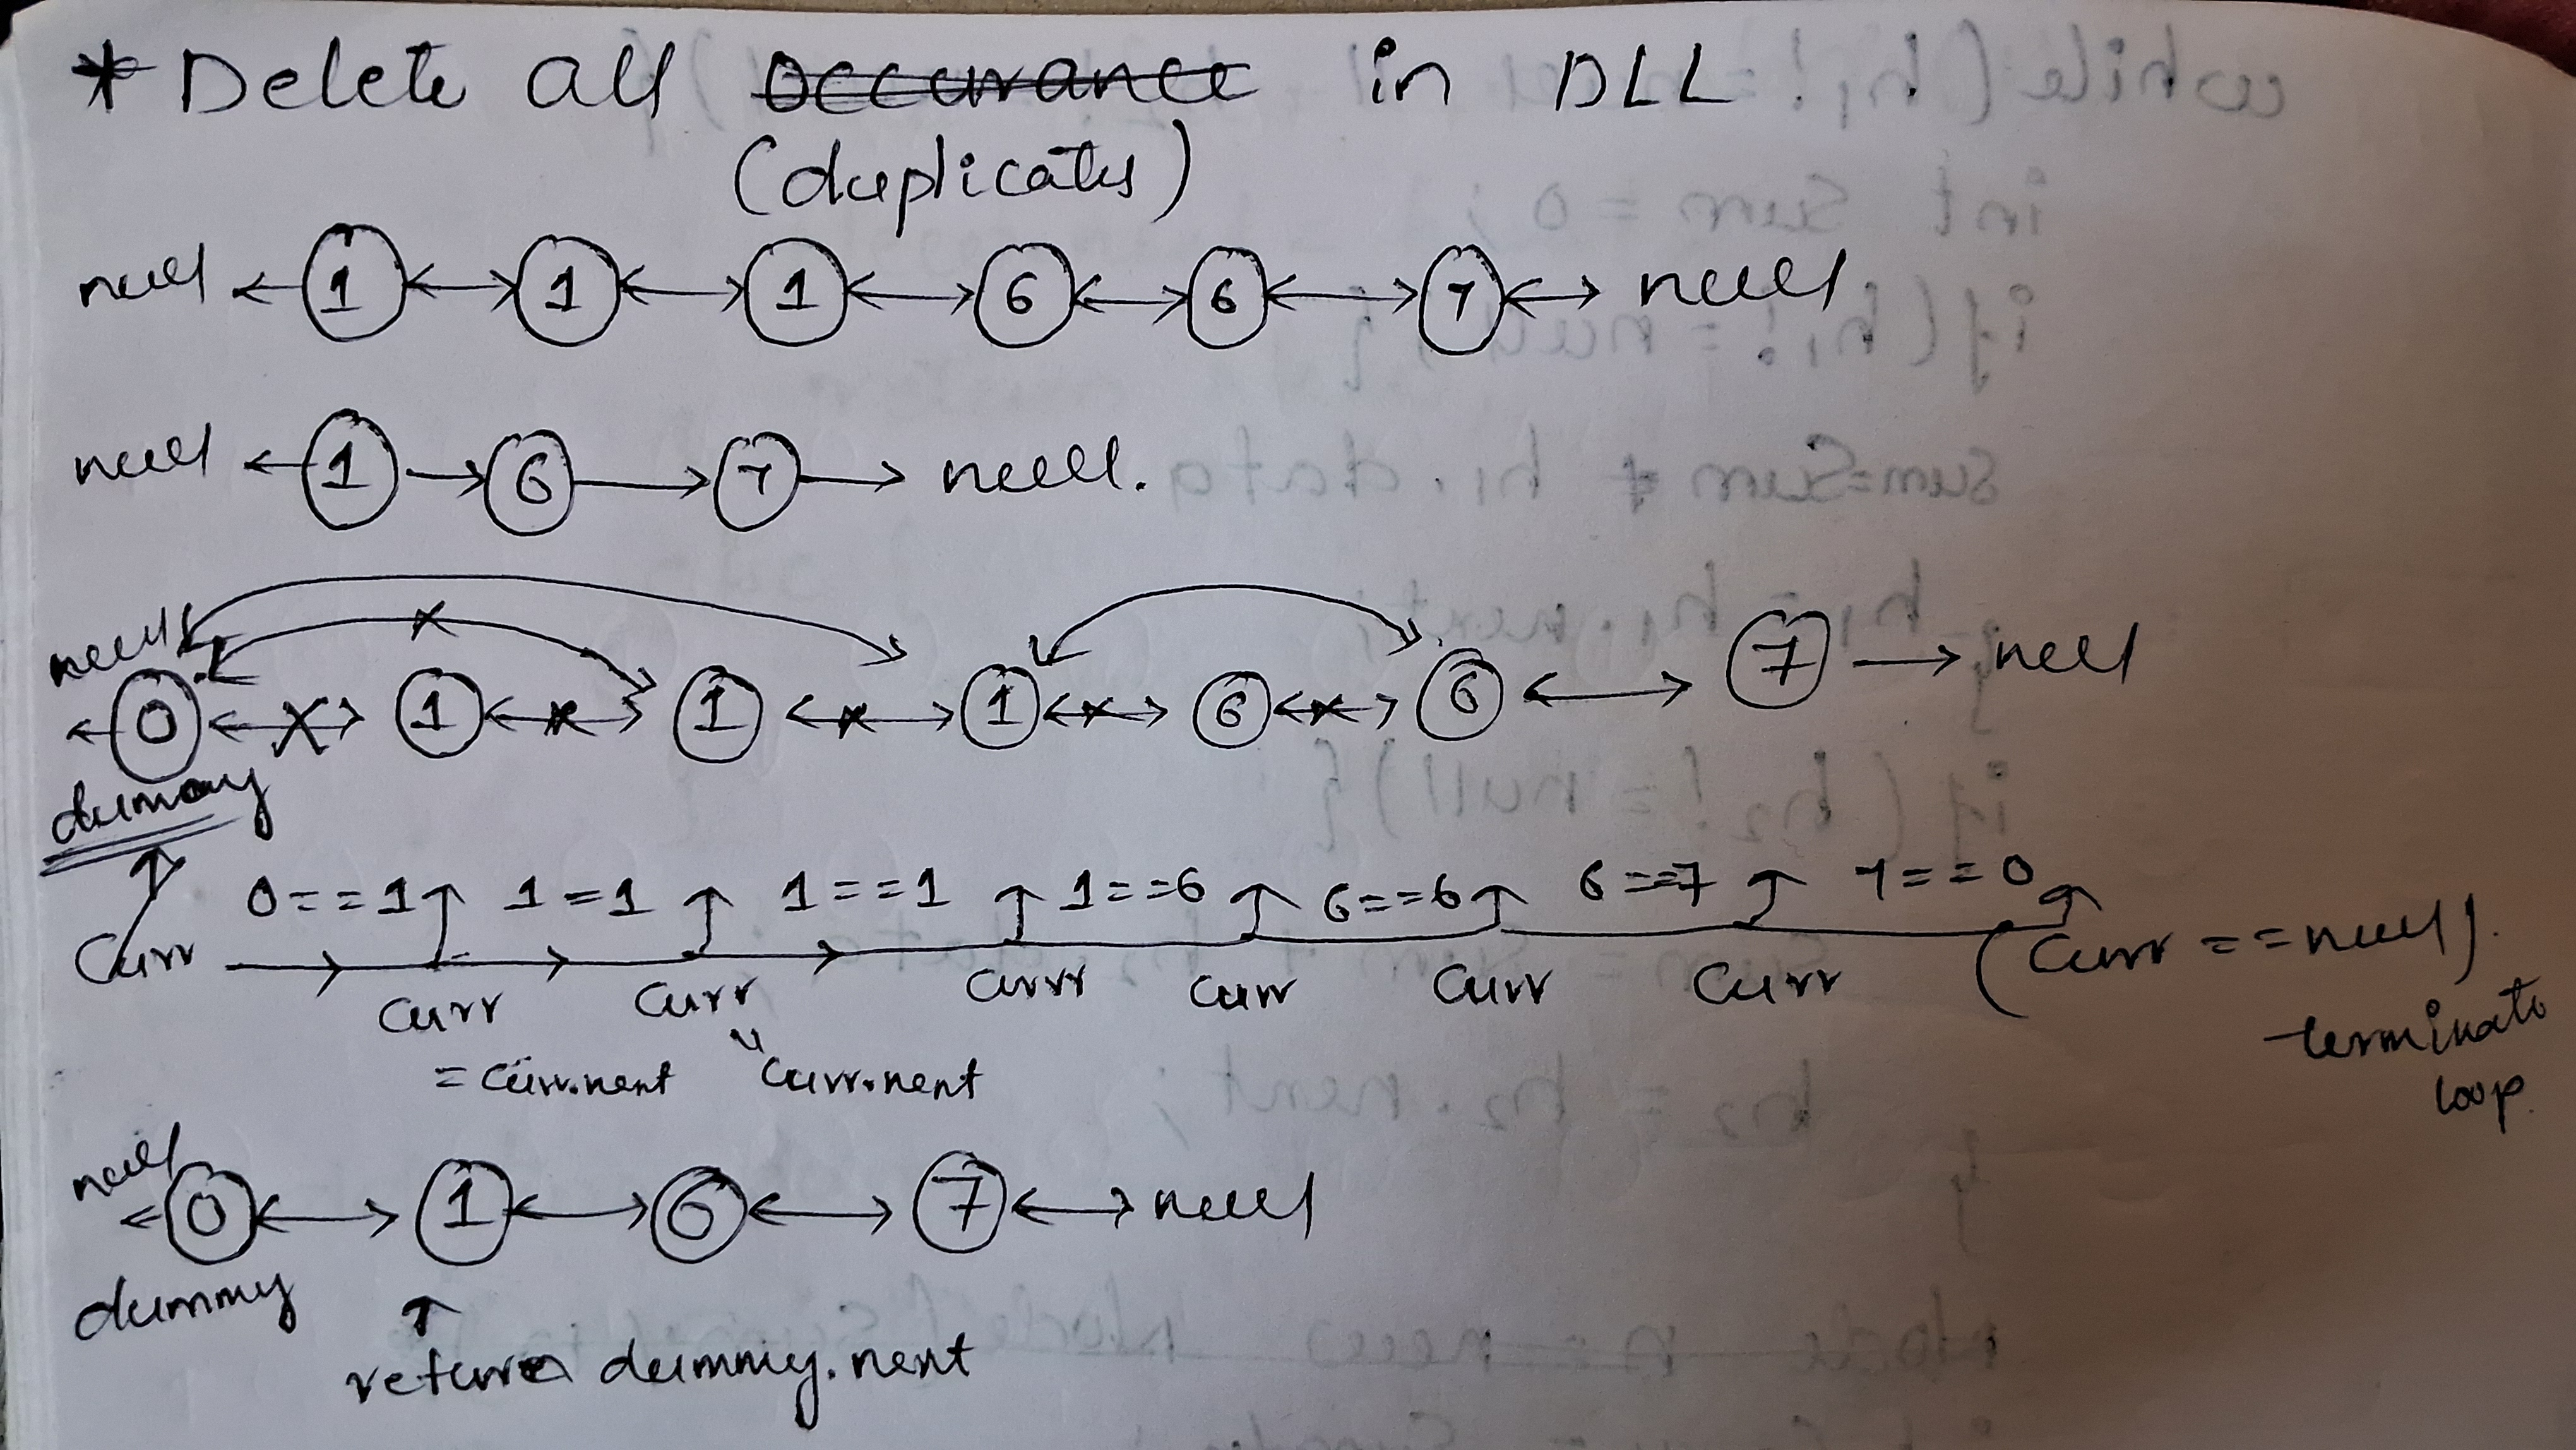 * Delete all occurance in DLL
(duplicates)
null ← 1 ↔ 1 ↔ 1 ↔ 6 ↔ 6 ↔ 7 ↔ null
null ← 1 → 6 → 7 → null.
null ← 0 ↔ 1 ↔ 1 ↔ 1 ↔ 6 ↔ 6 ↔ 7 → null
dummy
0 == 1 1 = 1 1 == 1 1 == 6 6 == 6 6 == 7 7 == 0
Curr → curr curr curr curr curr curr (curr == null).
= curr.next curr.next
terminate
loop.
null ← 0 ↔ 1 ↔ 6 ↔ 7 ↔ null
dummy
return dummy.next